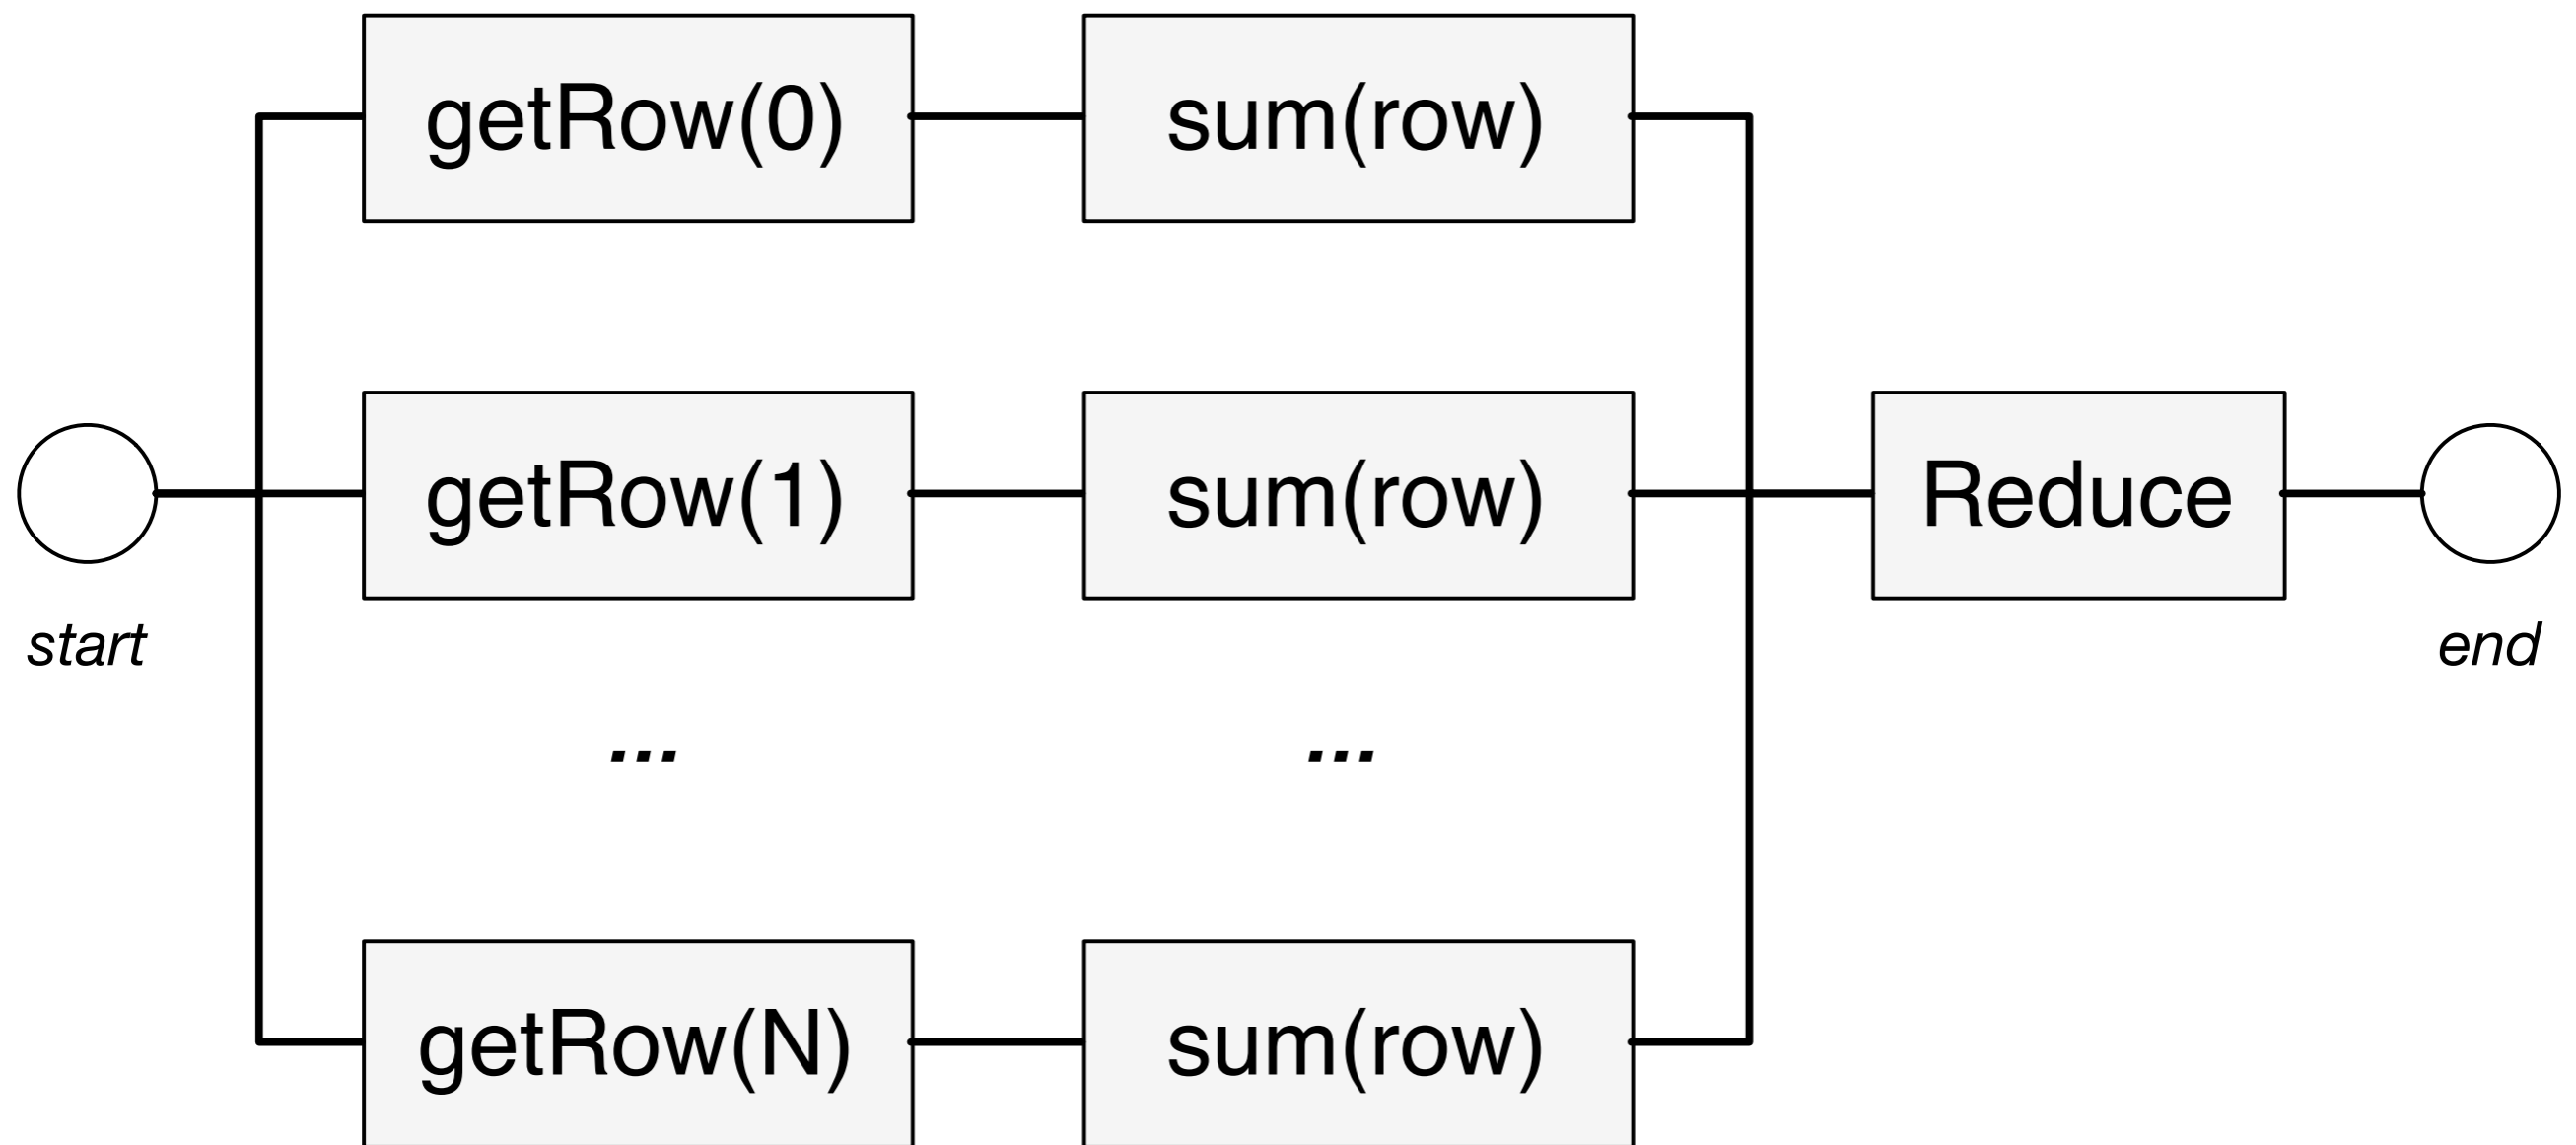 getRow(0)
sum(row)
getRow(1)
sum(row)
Reduce
start
end
...
...
getRow(N)
sum(row)